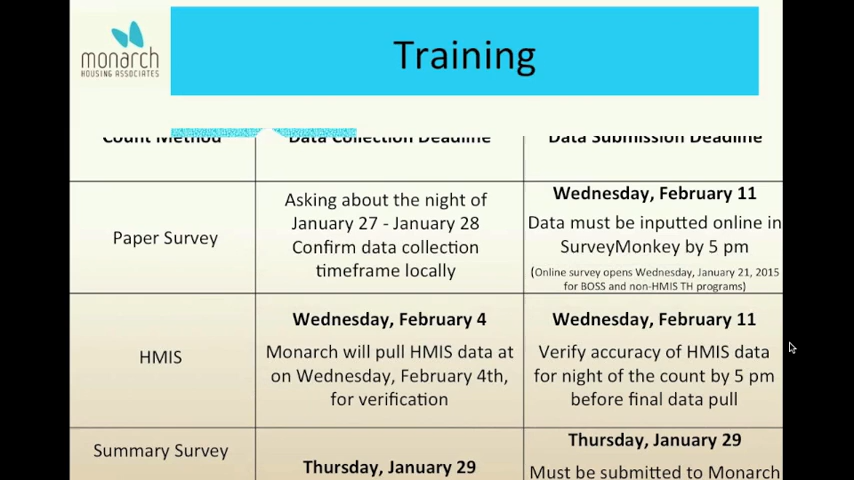 monarch
HOUSING ASSOCIATES
Training
Count Method
Data Collection Deadline
Data Submission Deadline
Paper Survey
Asking about the night of
January 27 - January 28
Confirm data collection
timeframe locally
Wednesday, February 11
Data must be inputted online in
SurveyMonkey by 5 pm
(Online survey opens Wednesday, January 21, 2015
for BOSS and non-HMIS TH programs)
HMIS
Wednesday, February 4
Monarch will pull HMIS data at
on Wednesday, February 4th,
for verification
Wednesday, February 11
Verify accuracy of HMIS data
for night of the count by 5 pm
before final data pull
Summary Survey
Thursday, January 29
Thursday, January 29
Must be submitted to Monarch